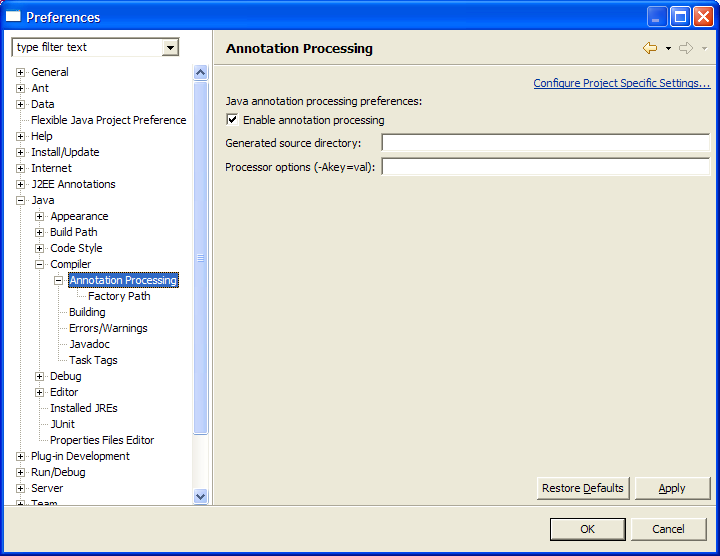 Preferences
type filter text
General
Ant
Data
Flexible Java Project Preference
Help
Install/Update
Internet
J2EE Annotations
Java
Appearance
Build Path
Code Style
Compiler
Annotation Processing
Factory Path
Building
Errors/Warnings
Javadoc
Task Tags
Debug
Editor
Installed JREs
JUnit
Properties Files Editor
Plug-in Development
Run/Debug
Server
Team
Annotation Processing
Configure Project Specific Settings...
Java annotation processing preferences:
Enable annotation processing
Generated source directory:
Processor options (-Akey=val):
Restore Defaults Apply
OK Cancel